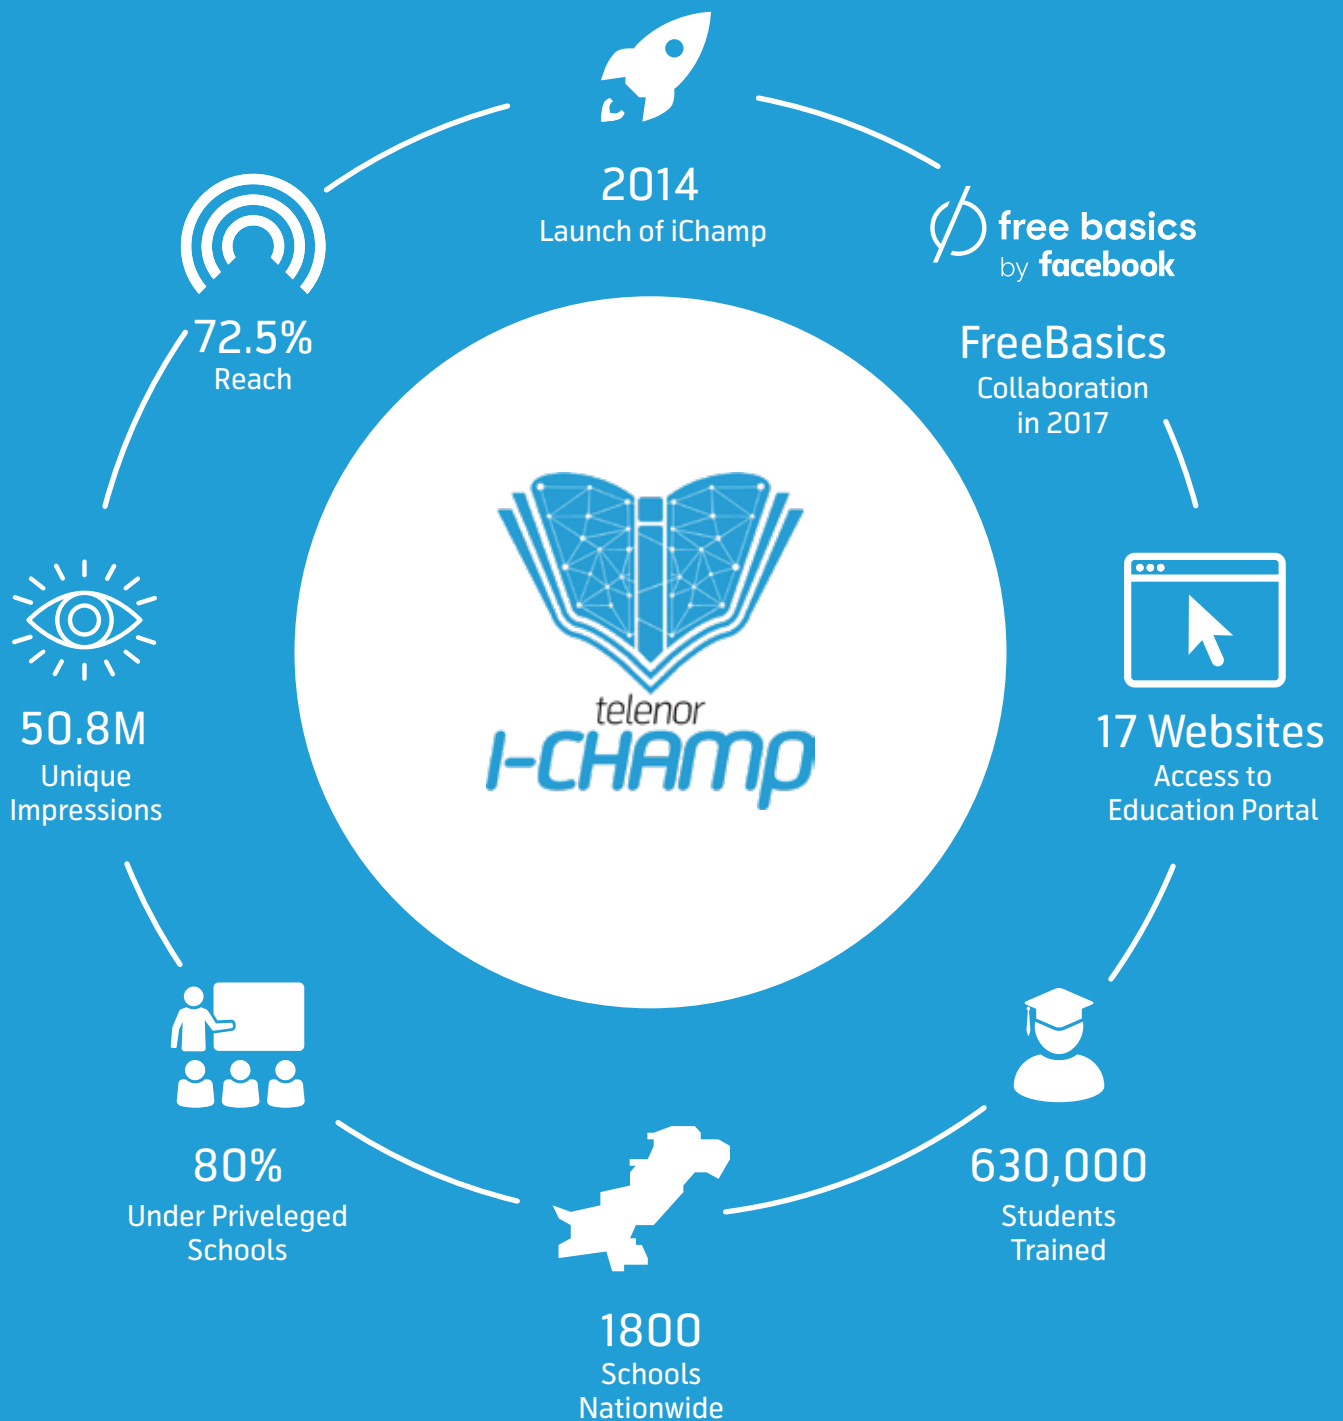 2014
Launch of iChamp
free basics
by facebook
FreeBasics
Collaboration
in 2017
17 Websites
Access to
Education Portal
630,000
Students
Trained
1800
Schools
Nationwide
80%
Under Priveleged
Schools
50.8M
Unique
Impressions
72.5%
Reach
telenor
I-CHAMP